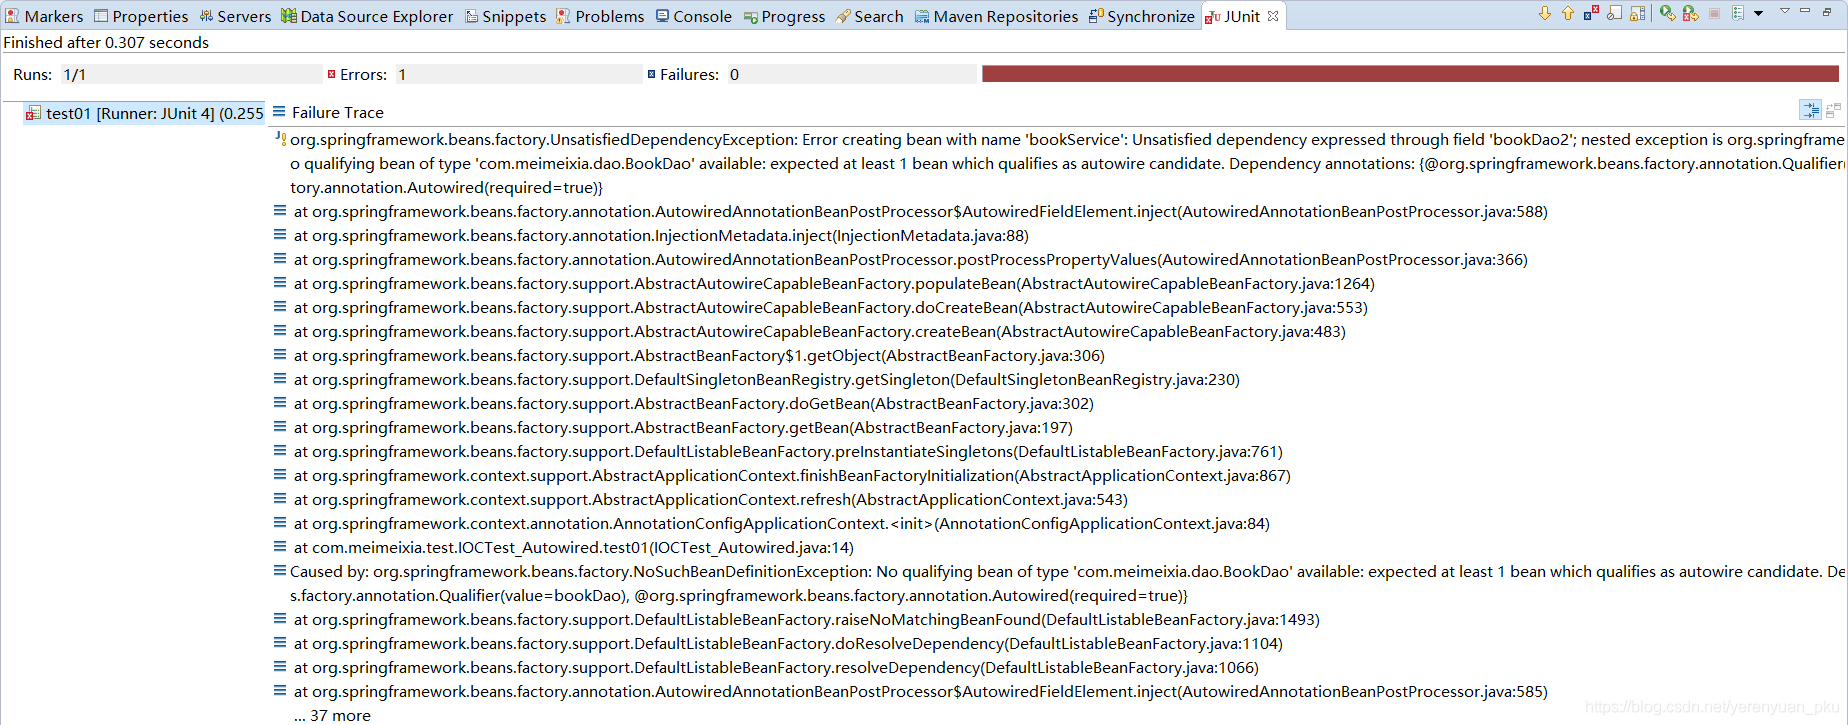 Markers Properties Servers Data Source Explorer Snippets Problems Console Progress Search Maven Repositories Synchronize JUnit
Finished after 0.307 seconds
Runs: 1/1 Errors: 1 Failures: 0
test01 [Runner: JUnit 4] (0.255
Failure Trace
org.springframework.beans.factory.UnsatisfiedDependencyException: Error creating bean with name 'bookService': Unsatisfied dependency expressed through field 'bookDao2'; nested exception is org.springframe
o qualifying bean of type 'com.meimeixia.dao.BookDao' available: expected at least 1 bean which qualifies as autowire candidate. Dependency annotations: {@org.springframework.beans.factory.annotation.Qualifier(
tory.annotation.Autowired(required=true)}
at org.springframework.beans.factory.annotation.AutowiredAnnotationBeanPostProcessor$AutowiredFieldElement.inject(AutowiredAnnotationBeanPostProcessor.java:588)
at org.springframework.beans.factory.annotation.InjectionMetadata.inject(InjectionMetadata.java:88)
at org.springframework.beans.factory.annotation.AutowiredAnnotationBeanPostProcessor.postProcessPropertyValues(AutowiredAnnotationBeanPostProcessor.java:366)
at org.springframework.beans.factory.support.AbstractAutowireCapableBeanFactory.populateBean(AbstractAutowireCapableBeanFactory.java:1264)
at org.springframework.beans.factory.support.AbstractAutowireCapableBeanFactory.doCreateBean(AbstractAutowireCapableBeanFactory.java:553)
at org.springframework.beans.factory.support.AbstractAutowireCapableBeanFactory.createBean(AbstractAutowireCapableBeanFactory.java:483)
at org.springframework.beans.factory.support.AbstractBeanFactory$1.getObject(AbstractBeanFactory.java:306)
at org.springframework.beans.factory.support.DefaultSingletonBeanRegistry.getSingleton(DefaultSingletonBeanRegistry.java:230)
at org.springframework.beans.factory.support.AbstractBeanFactory.doGetBean(AbstractBeanFactory.java:302)
at org.springframework.beans.factory.support.AbstractBeanFactory.getBean(AbstractBeanFactory.java:197)
at org.springframework.beans.factory.support.DefaultListableBeanFactory.preInstantiateSingletons(DefaultListableBeanFactory.java:761)
at org.springframework.context.support.AbstractApplicationContext.finishBeanFactoryInitialization(AbstractApplicationContext.java:867)
at org.springframework.context.support.AbstractApplicationContext.refresh(AbstractApplicationContext.java:543)
at org.springframework.context.annotation.AnnotationConfigApplicationContext.<init>(AnnotationConfigApplicationContext.java:84)
at com.meimeixia.test.IOCTest_Autowired.test01(IOCTest_Autowired.java:14)
Caused by: org.springframework.beans.factory.NoSuchBeanDefinitionException: No qualifying bean of type 'com.meimeixia.dao.BookDao' available: expected at least 1 bean which qualifies as autowire candidate. De
s.factory.annotation.Qualifier(value=bookDao), @org.springframework.beans.factory.annotation.Autowired(required=true)}
at org.springframework.beans.factory.support.DefaultListableBeanFactory.raiseNoMatchingBeanFound(DefaultListableBeanFactory.java:1493)
at org.springframework.beans.factory.support.DefaultListableBeanFactory.doResolveDependency(DefaultListableBeanFactory.java:1104)
at org.springframework.beans.factory.support.DefaultListableBeanFactory.resolveDependency(DefaultListableBeanFactory.java:1066)
at org.springframework.beans.factory.annotation.AutowiredAnnotationBeanPostProcessor$AutowiredFieldElement.inject(AutowiredAnnotationBeanPostProcessor.java:585)
... 37 more
https://blog.csdn.net/yerenyuan_pku